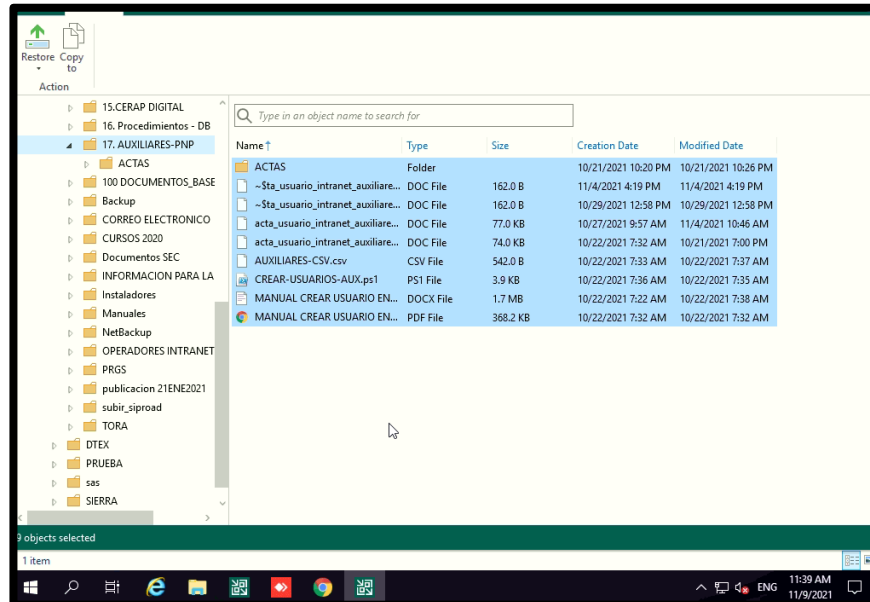 Restore Copy
to
Action
15.CERAP DIGITAL
16. Procedimientos - DB
17. AUXILIARES-PNP
ACTAS
100 DOCUMENTOS_BASE
Backup
CORREO ELECTRONICO
CURSOS 2020
Documentos SEC
INFORMACION PARA LA
Instaladores
Manuales
NetBackup
OPERADORES INTRANET
PRGS
publicacion 21ENE2021
subir_siproad
TORA
DTEX
PRUEBA
sas
SIERRA
Type in an object name to search for
Name Type Size Creation Date Modified Date
ACTAS Folder 10/21/2021 10:20 PM 10/21/2021 10:26 PM
~$ta_usuario_intranet_auxiliare... DOC File 162.0 B 11/4/2021 4:19 PM 11/4/2021 4:19 PM
~$ta_usuario_intranet_auxiliare... DOC File 162.0 B 10/29/2021 12:58 PM 10/29/2021 12:58 PM
acta_usuario_intranet_auxiliare... DOC File 77.0 KB 10/27/2021 9:57 AM 11/4/2021 10:46 AM
acta_usuario_intranet_auxiliare... DOC File 74.0 KB 10/22/2021 7:32 AM 10/21/2021 7:00 PM
AUXILIARES-CSV.csv CSV File 542.0 B 10/22/2021 7:33 AM 10/22/2021 7:37 AM
CREAR-USUARIOS-AUX.ps1 PS1 File 3.9 KB 10/22/2021 7:36 AM 10/22/2021 7:35 AM
MANUAL CREAR USUARIO EN... DOCX File 1.7 MB 10/22/2021 7:22 AM 10/22/2021 7:38 AM
MANUAL CREAR USUARIO EN... PDF File 368.2 KB 10/22/2021 7:32 AM 10/22/2021 7:32 AM
9 objects selected
1 item
ENG
11:39 AM
11/9/2021